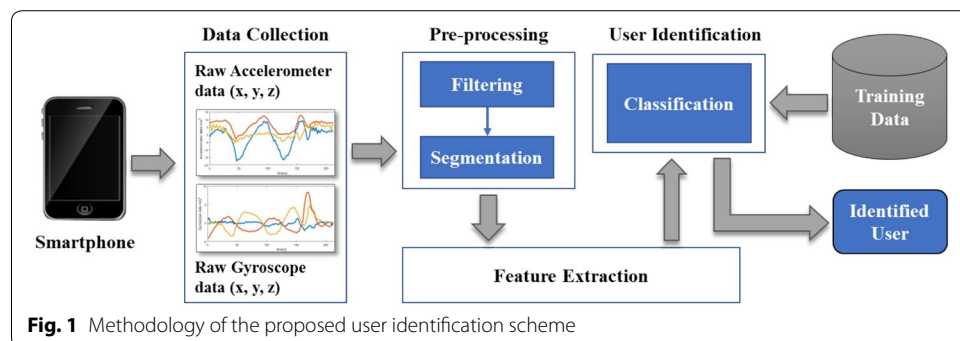 Data Collection
Pre-processing
User Identification
Raw Accelerometer
data (x, y, z)
Filtering
Segmentation
Classification
Training
Data
Smartphone
Raw Gyroscope
data (x, y, z)
Feature Extraction
Identified
User
Fig. 1 Methodology of the proposed user identification scheme